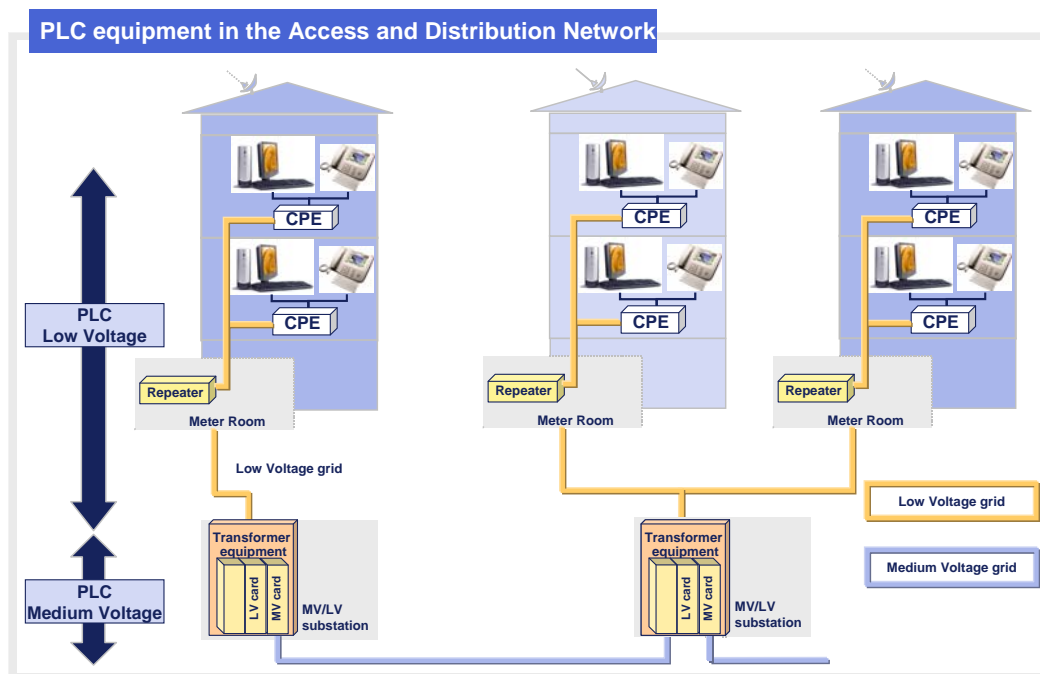 PLC equipment in the Access and Distribution Network
CPE
CPE
CPE
CPE
CPE
CPE
PLC
Low Voltage
Repeater
Repeater
Repeater
Meter Room
Meter Room
Meter Room
Low Voltage grid
Low Voltage grid
Transformer
equipment
LV card
MV card
MV/LV
substation
Transformer
equipment
LV card
MV card
MV/LV
substation
Medium Voltage grid
PLC
Medium Voltage